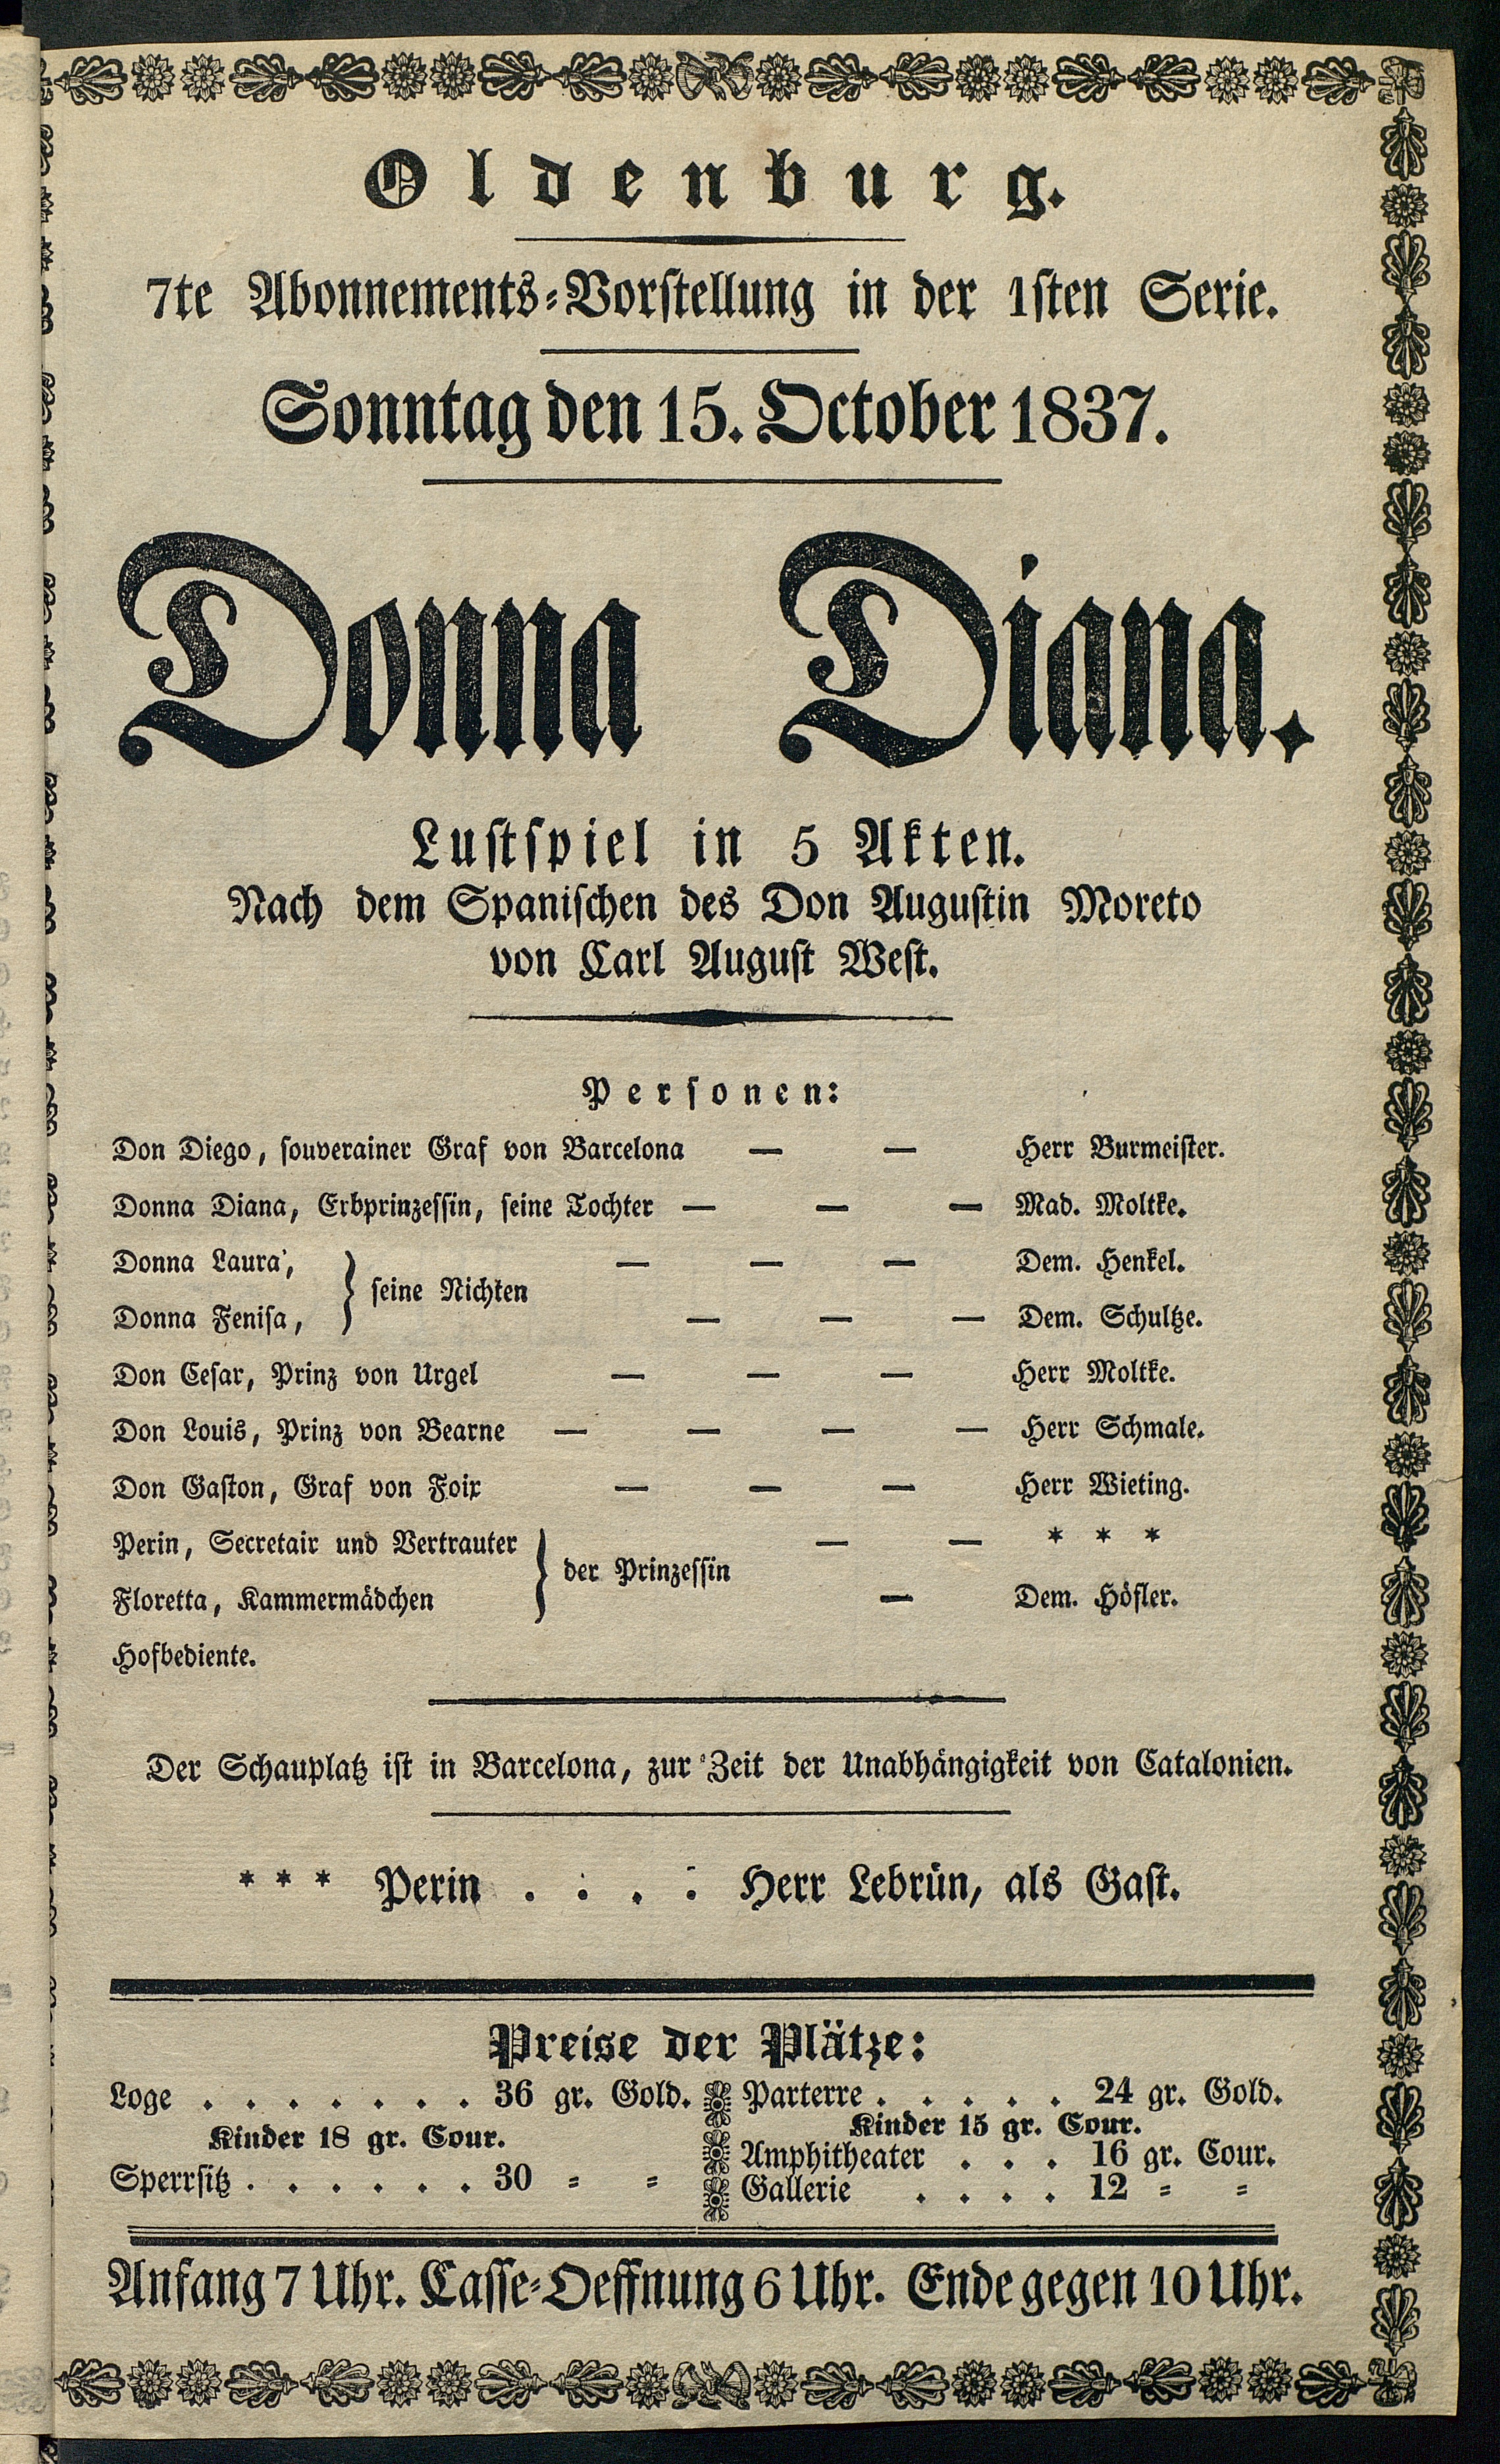 Oldenburg.
7te Abonnements-Vorstellung in der 1sten Serie.
Sonntag den 15. October 1837.
Donna Diana.
Lustspiel in 5 Akten.
Nach dem Spanischen des Don Augustin Moreto
von Carl August West.
Personen:
Don Diego, souverainer Graf von Barcelona — — Herr Burmeister.
Donna Diana, Erbprinzessin, seine Tochter — — — Mad. Moltke.
Donna Laura, — — — Dem. Henkel.
} seine Nichten
Donna Fenisa, — — — Dem. Schultze.
Don Cesar, Prinz von Urgel — — — Herr Moltke.
Don Louis, Prinz von Bearne — — — — Herr Schmale.
Don Gaston, Graf von Foix — — — Herr Wieting.
Perin, Secretair und Vertrauter — — * * *
} der Prinzessin
Floretta, Kammermädchen — Dem. Höfler.
Hofbediente.
Der Schauplatz ist in Barcelona, zur Zeit der Unabhängigkeit von Catalonien.
* * * Perin . . . . Herr Lebrün, als Gast.
Preise der Plätze:
Loge . . . . . . . 36 gr. Gold.
Kinder 18 gr. Cour.
Sperrsitz . . . . . . 30 = =
Parterre . . . . . 24 gr. Gold.
Kinder 15 gr. Cour.
Amphitheater . . . 16 gr. Cour.
Gallerie . . . . 12 = =
Anfang 7 Uhr. Casse-Oeffnung 6 Uhr. Ende gegen 10 Uhr.